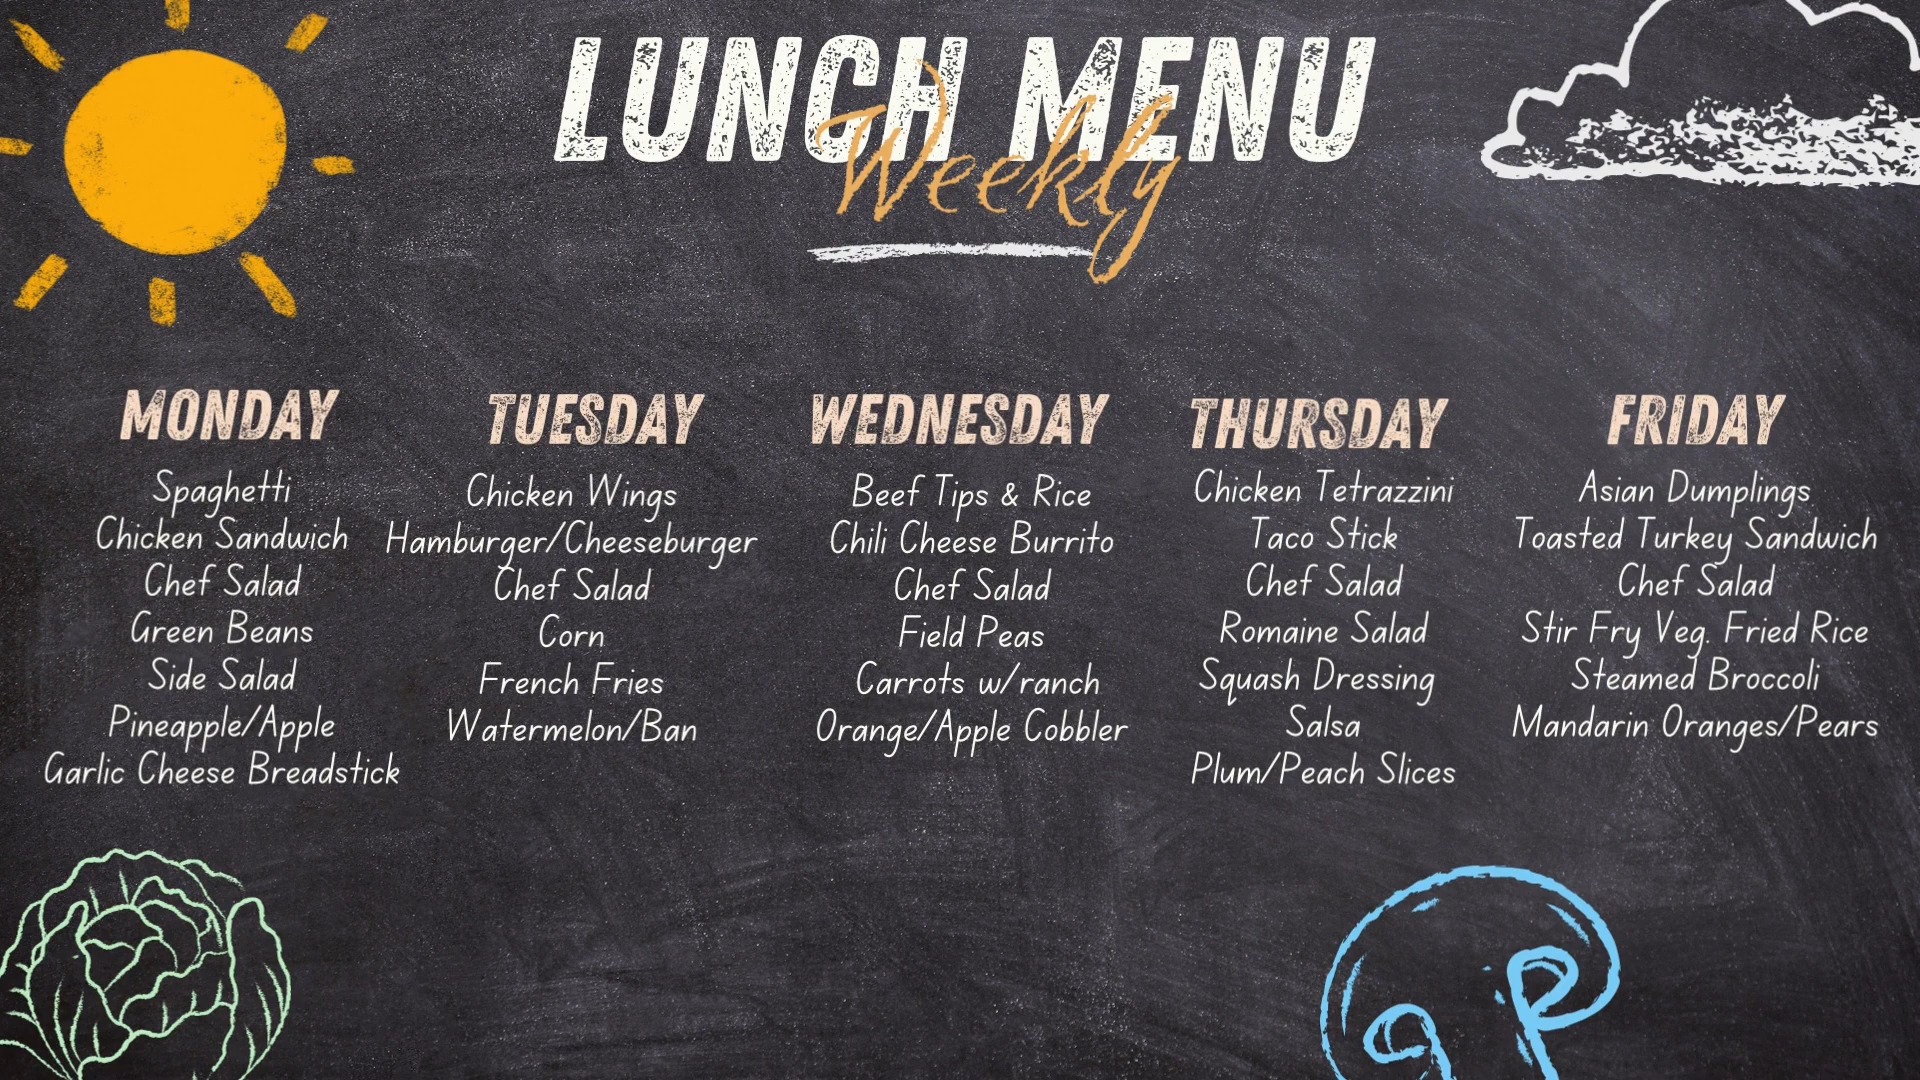 LUNCH MENU
Weekly
MONDAY
Spaghetti
Chicken Sandwich
Chef Salad
Green Beans
Side Salad
Pineapple/Apple
Garlic Cheese Breadstick
TUESDAY
Chicken Wings
Hamburger/Cheeseburger
Chef Salad
Corn
French Fries
Watermelon/Ban
WEDNESDAY
Beef Tips & Rice
Chili Cheese Burrito
Chef Salad
Field Peas
Carrots w/ranch
Orange/Apple Cobbler
THURSDAY
Chicken Tetrazzini
Taco Stick
Chef Salad
Romaine Salad
Squash Dressing
Salsa
Plum/Peach Slices
FRIDAY
Asian Dumplings
Toasted Turkey Sandwich
Chef Salad
Stir Fry Veg. Fried Rice
Steamed Broccoli
Mandarin Oranges/Pears